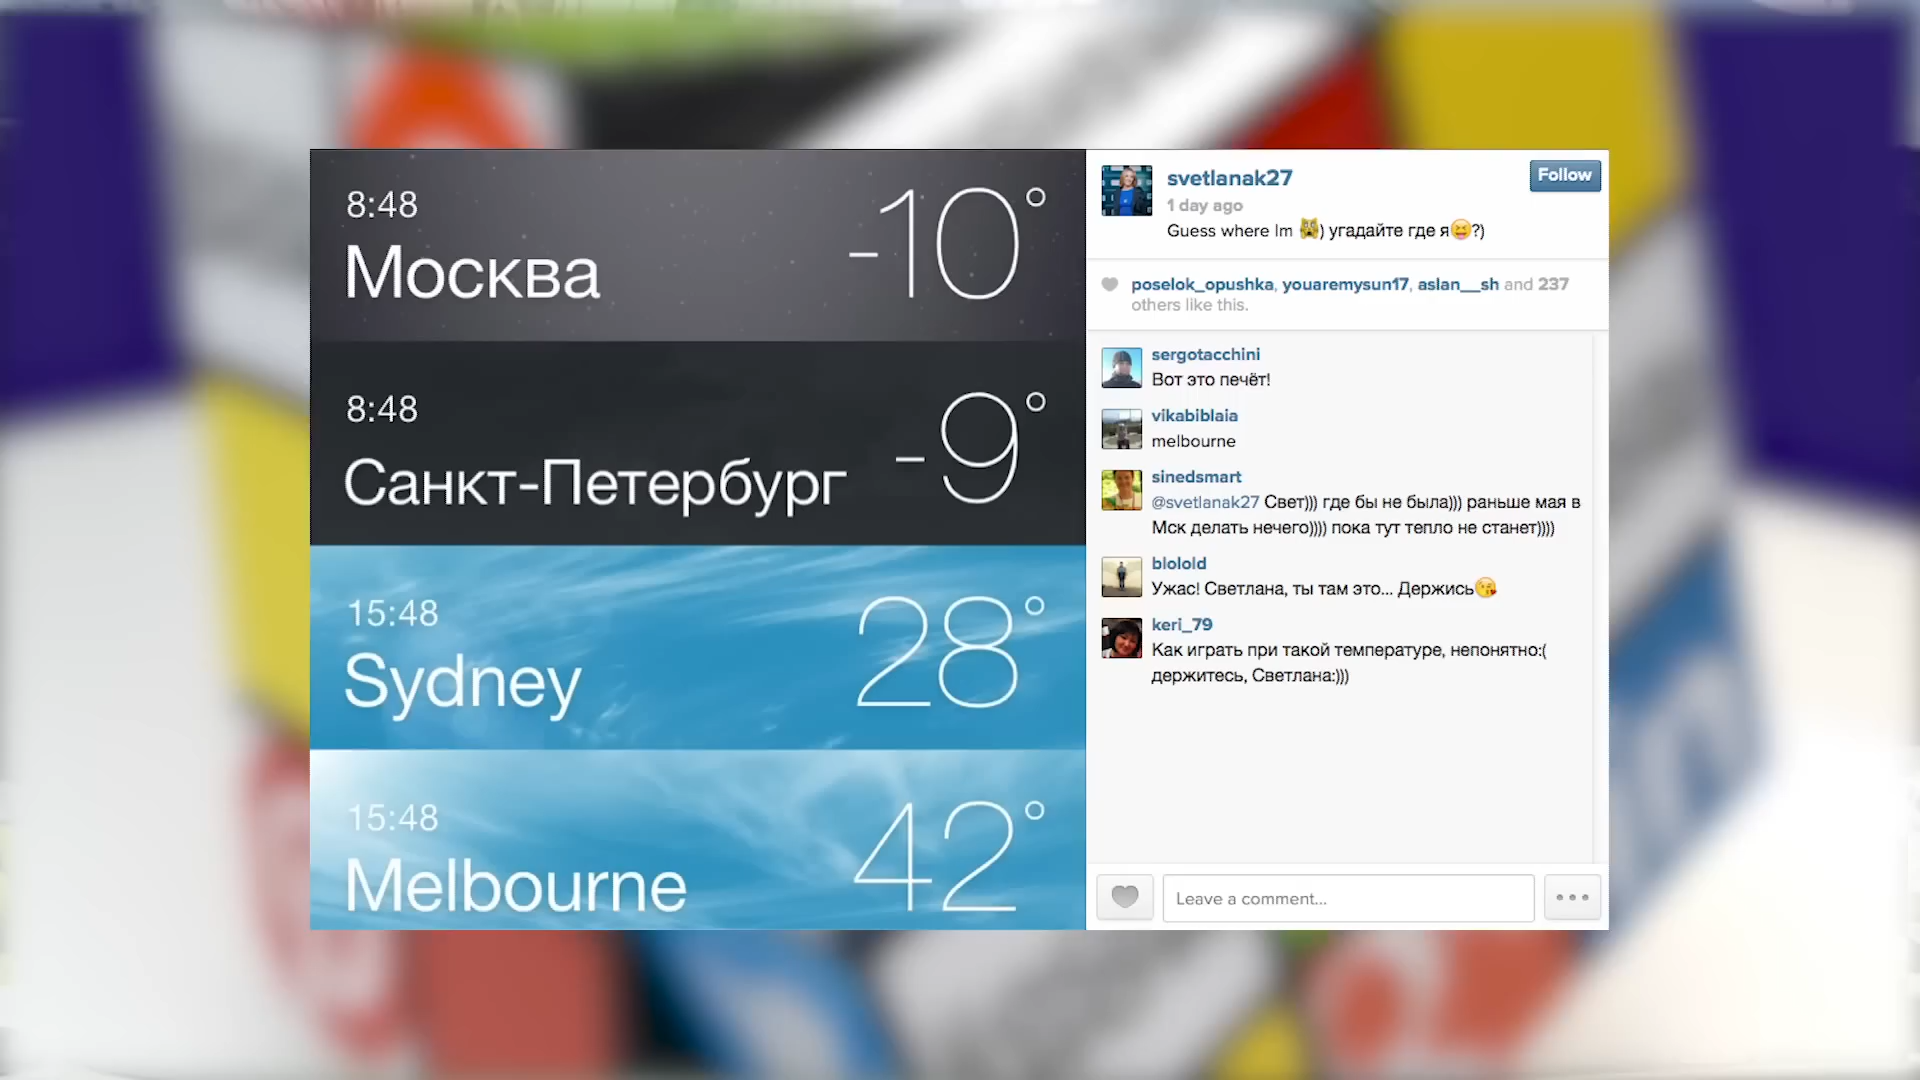 8:48
Москва
-10°
8:48
Санкт-Петербург
-9°
15:48
Sydney
28°
15:48
Melbourne
42°
svetlanak27
Follow
1 day ago
Guess where Im 🙀) угадайте где я😝?)
poselok_opushka, youaremysun17, aslan__sh and 237
others like this.
sergotacchini
Вот это печёт!
vikabiblaia
melbourne
sinedsmart
@svetlanak27 Свет))) где бы не была))) раньше мая в
Мск делать нечего)))) пока тут тепло не станет))))
blolold
Ужас! Светлана, ты там это... Держись😘
keri_79
Как играть при такой температуре, непонятно:(
держитесь, Светлана:)))
Leave a comment...